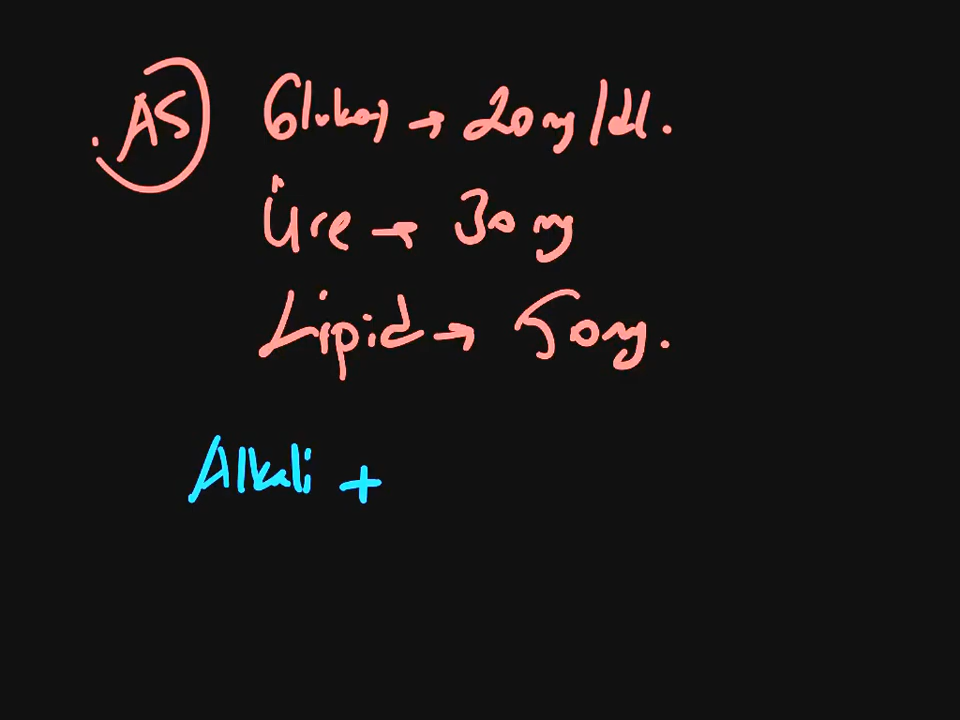 AS Glukoz → 20 mg/dl.
Üre → 30 mg
Lipid → 50 mg.
Alkali +